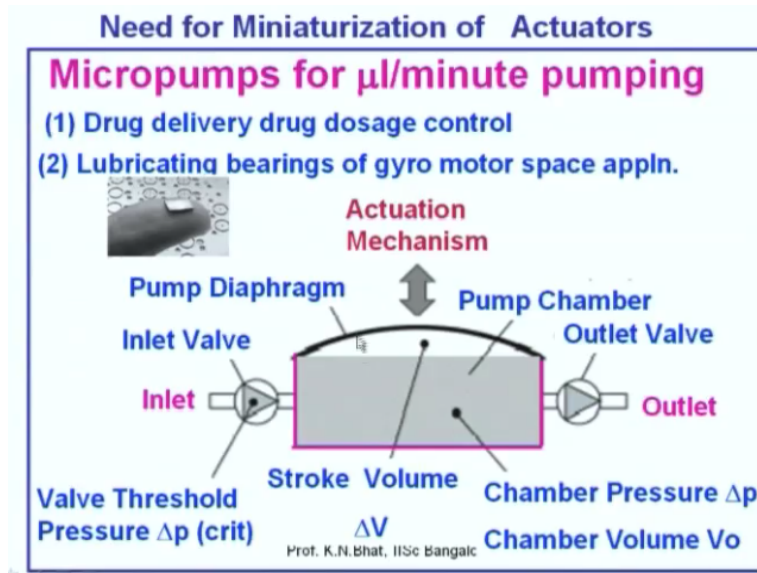 Need for Miniaturization of Actuators
Micropumps for μl/minute pumping
(1) Drug delivery drug dosage control
(2) Lubricating bearings of gyro motor space appln.
Actuation
Mechanism
Pump Diaphragm
Pump Chamber
Inlet Valve
Outlet Valve
Inlet
Outlet
Stroke Volume
ΔV
Valve Threshold
Pressure Δp (crit)
Chamber Pressure Δp
Chamber Volume Vo
Prof. K.N.Bhat, IISc Bangalc